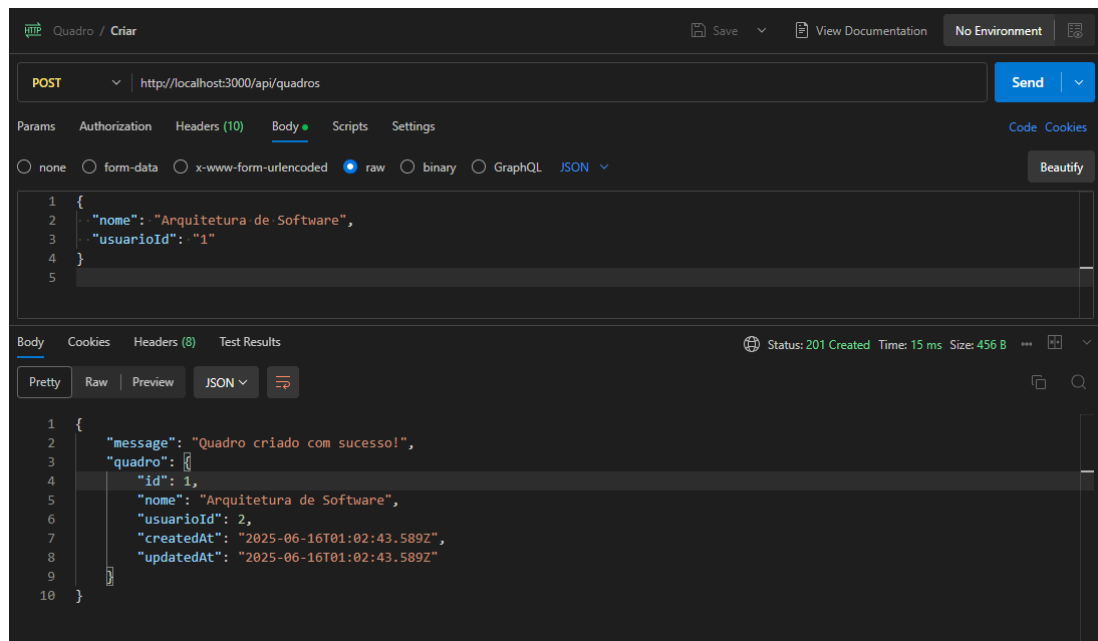 HTTP Quadro / Criar Save View Documentation No Environment
POST http://localhost:3000/api/quadros Send
Params Authorization Headers (10) Body Scripts Settings Code Cookies
none form-data x-www-form-urlencoded raw binary GraphQL JSON Beautify
1 {
2 "nome": "Arquitetura de Software",
3 "usuarioId": "1"
4 }
5
Body Cookies Headers (8) Test Results Status: 201 Created Time: 15 ms Size: 456 B
Pretty Raw Preview JSON
1 {
2 "message": "Quadro criado com sucesso!",
3 "quadro": {
4 "id": 1,
5 "nome": "Arquitetura de Software",
6 "usuarioId": 2,
7 "createdAt": "2025-06-16T01:02:43.589Z",
8 "updatedAt": "2025-06-16T01:02:43.589Z"
9 }
10 }